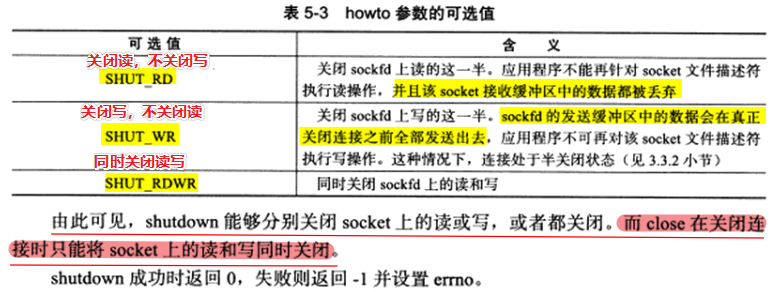 表 5-3 howto 参数的可选值
可 选 值 含 义
关闭读,不关闭写
SHUT_RD
关闭 sockfd 上读的这一半。应用程序不能再针对 socket 文件描述符
执行读操作,并且该 socket 接收缓冲区中的数据都被丢弃
关闭写,不关闭读
SHUT_WR
关闭 sockfd 上写的这一半。sockfd 的发送缓冲区中的数据会在真正
关闭连接之前全部发送出去,应用程序不可再对该 socket 文件描述符
执行写操作。这种情况下,连接处于半关闭状态(见 3.3.2 小节)
同时关闭读写
SHUT_RDWR
同时关闭 sockfd 上的读和写
由此可见,shutdown 能够分别关闭 socket 上的读或写,或者都关闭。而 close 在关闭连
接时只能将 socket 上的读和写同时关闭。
shutdown 成功时返回 0,失败则返回 -1 并设置 errno。